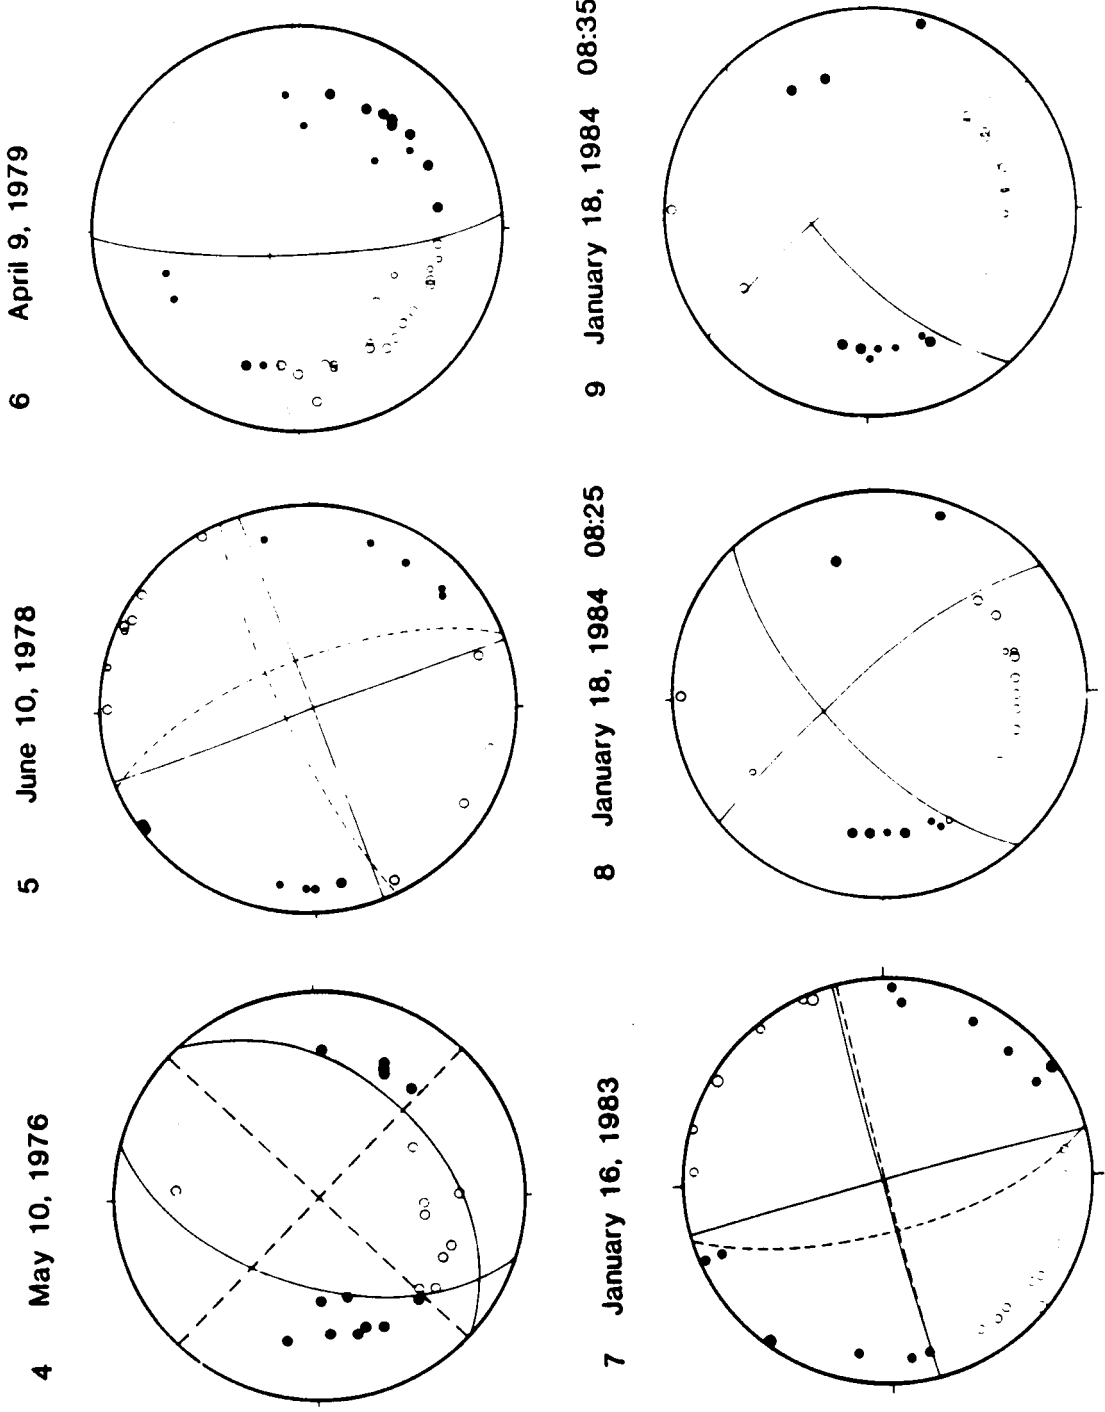 4 May 10, 1976
5 June 10, 1978
6 April 9, 1979
7 January 16, 1983
8 January 18, 1984 08:25
9 January 18, 1984 08:35